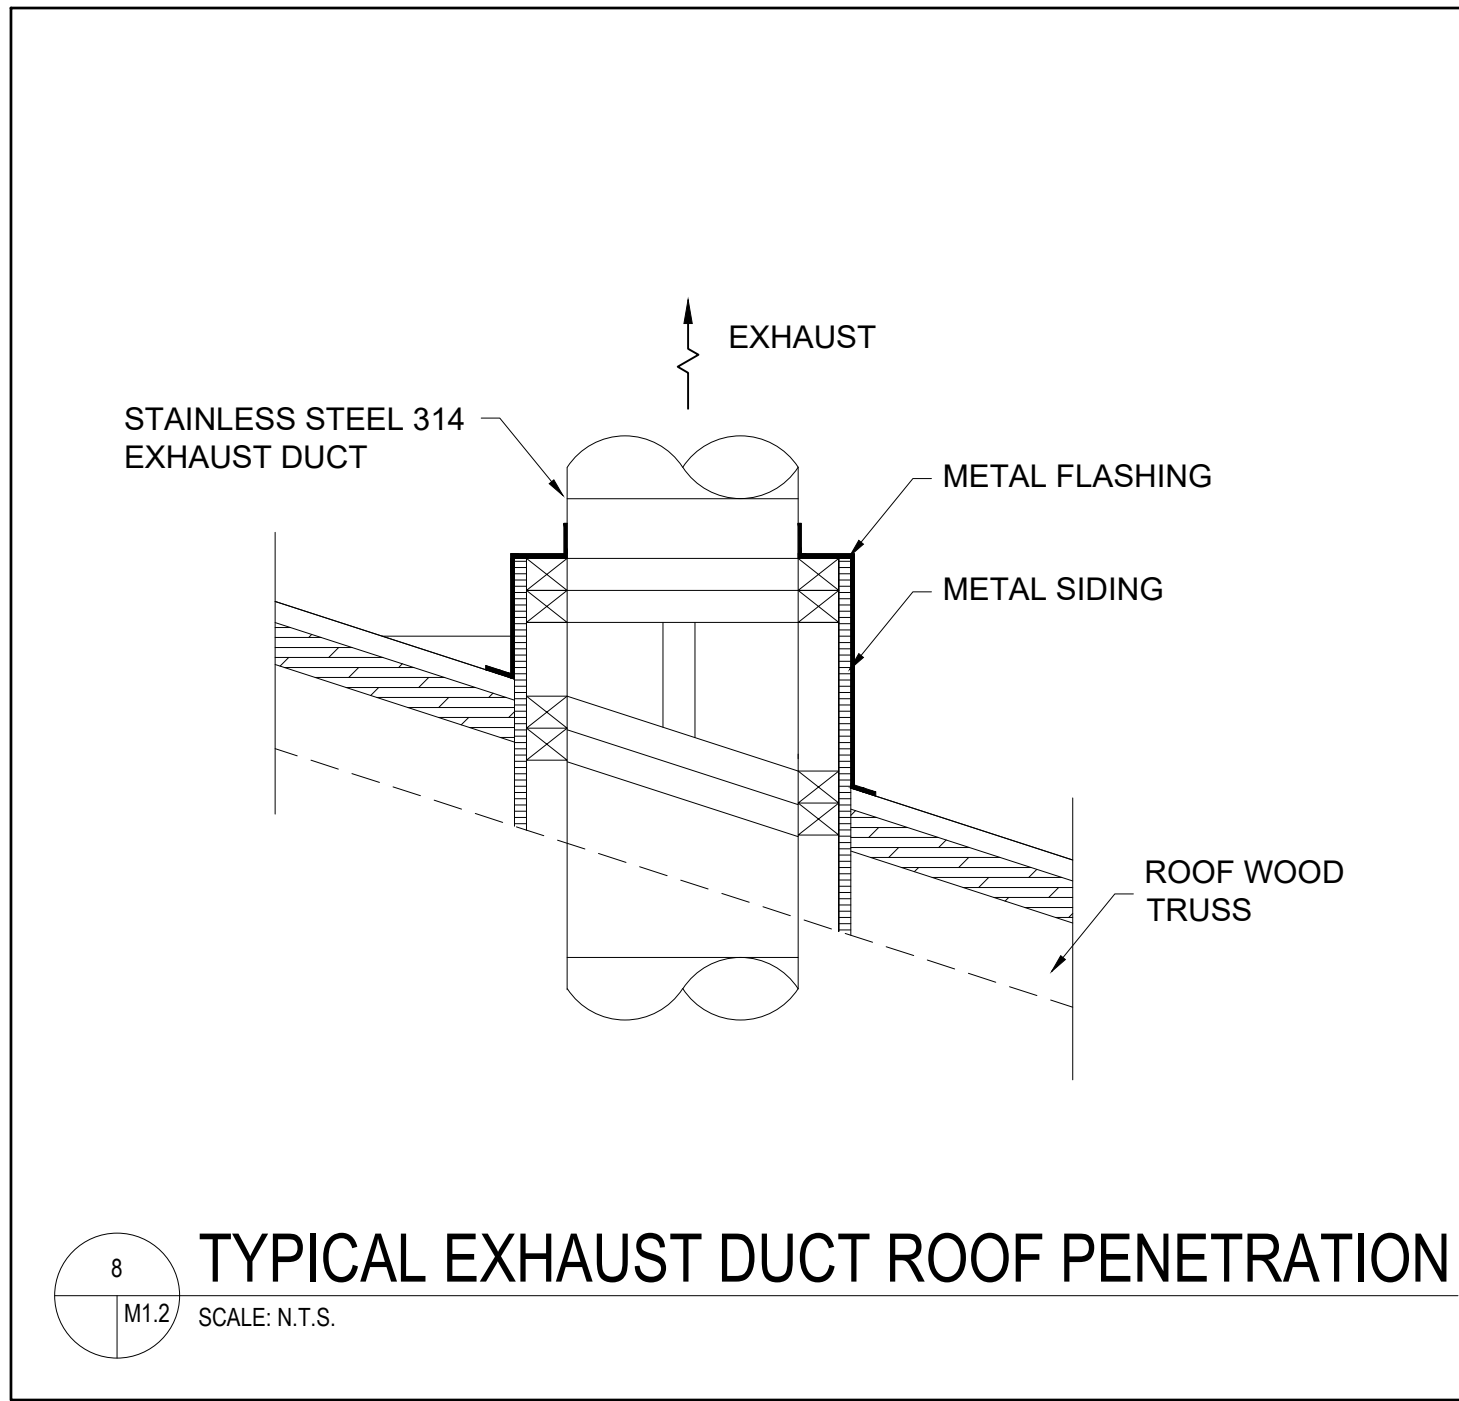 EXHAUST
STAINLESS STEEL 314
EXHAUST DUCT
METAL FLASHING
METAL SIDING
ROOF WOOD
TRUSS
8
M1.2
TYPICAL EXHAUST DUCT ROOF PENETRATION
SCALE: N.T.S.